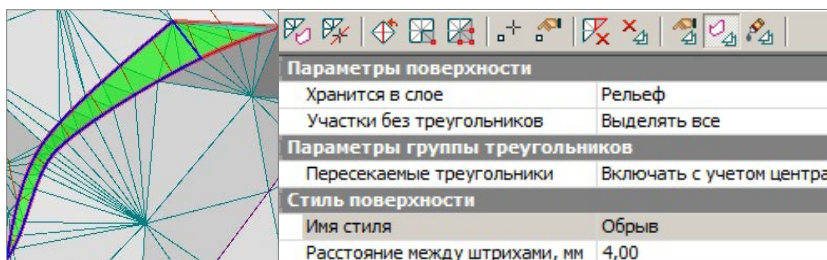 Параметры поверхности
Хранится в слое Рельеф
Участки без треугольников Выделять все
Параметры группы треугольников
Пересекаемые треугольники Включать с учетом центра
Стиль поверхности
Имя стиля Обрыв
Расстояние между штрихами, мм 4,00